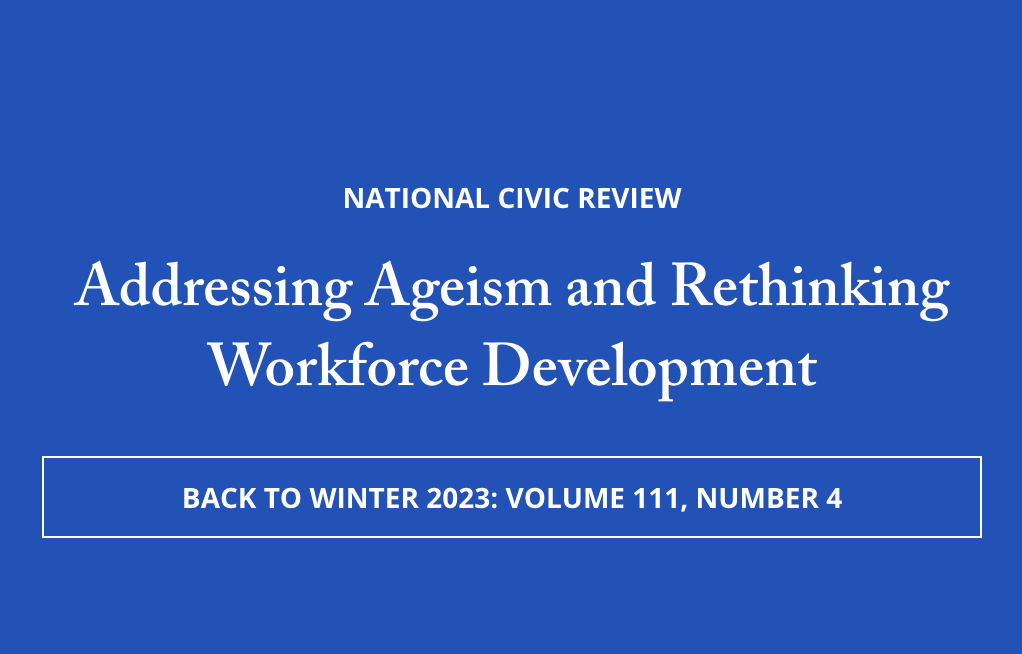 NATIONAL CIVIC REVIEW
Addressing Ageism and Rethinking
Workforce Development
BACK TO WINTER 2023: VOLUME 111, NUMBER 4